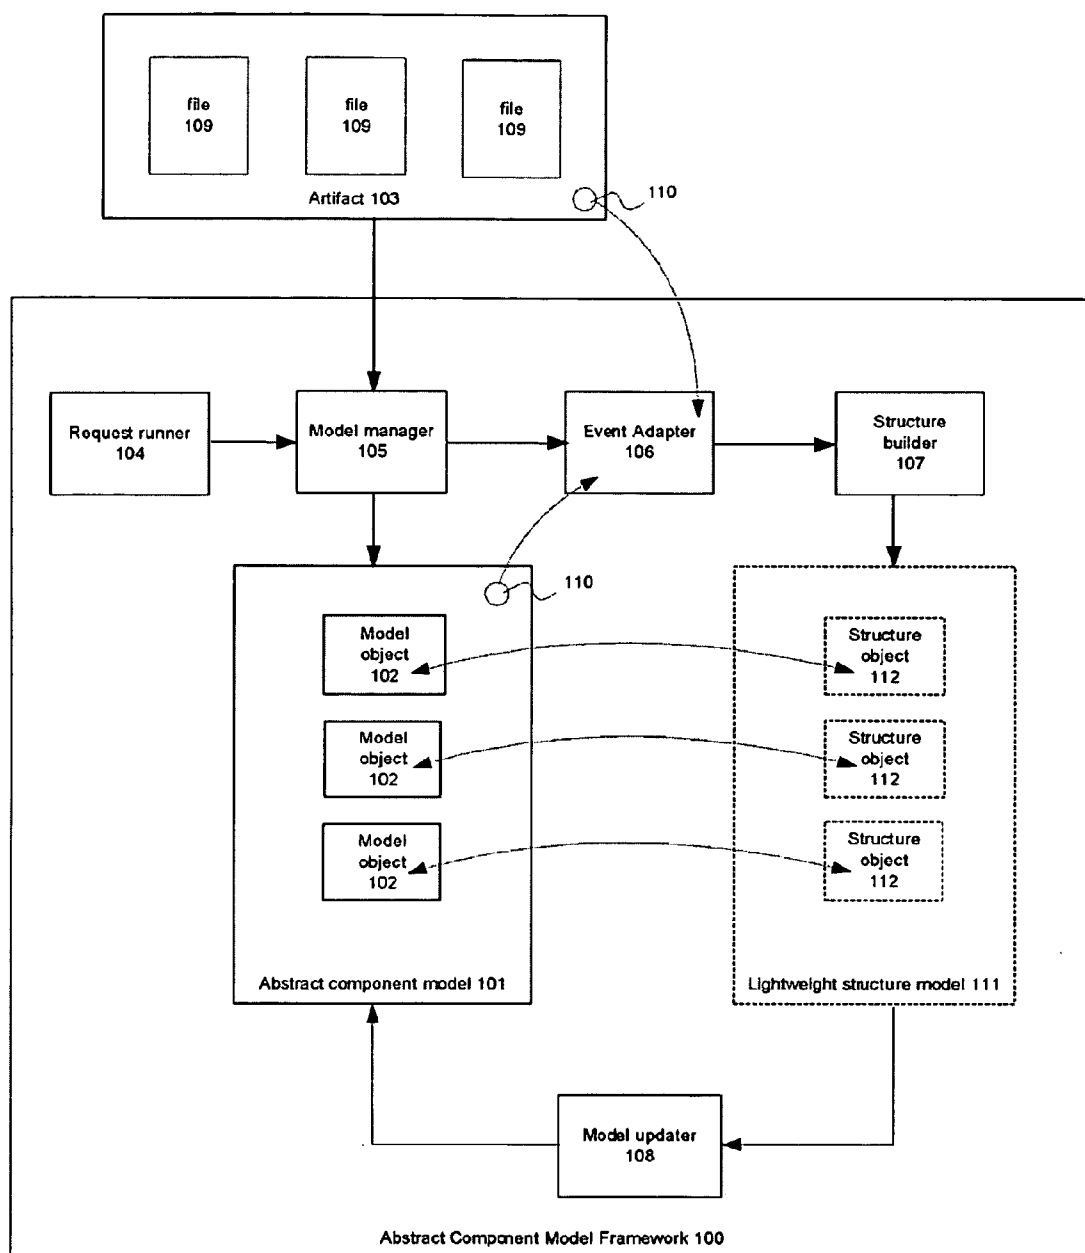 file
109
file
109
file
109
Artifact 103
110
Request runner
104
Model manager
105
Event Adapter
106
Structure
builder
107
110
Model
object
102
Structure
object
112
Model
object
102
Structure
object
112
Model
object
102
Structure
object
112
Abstract component model 101
Lightweight structure model 111
Model updater
108
Abstract Component Model Framework 100